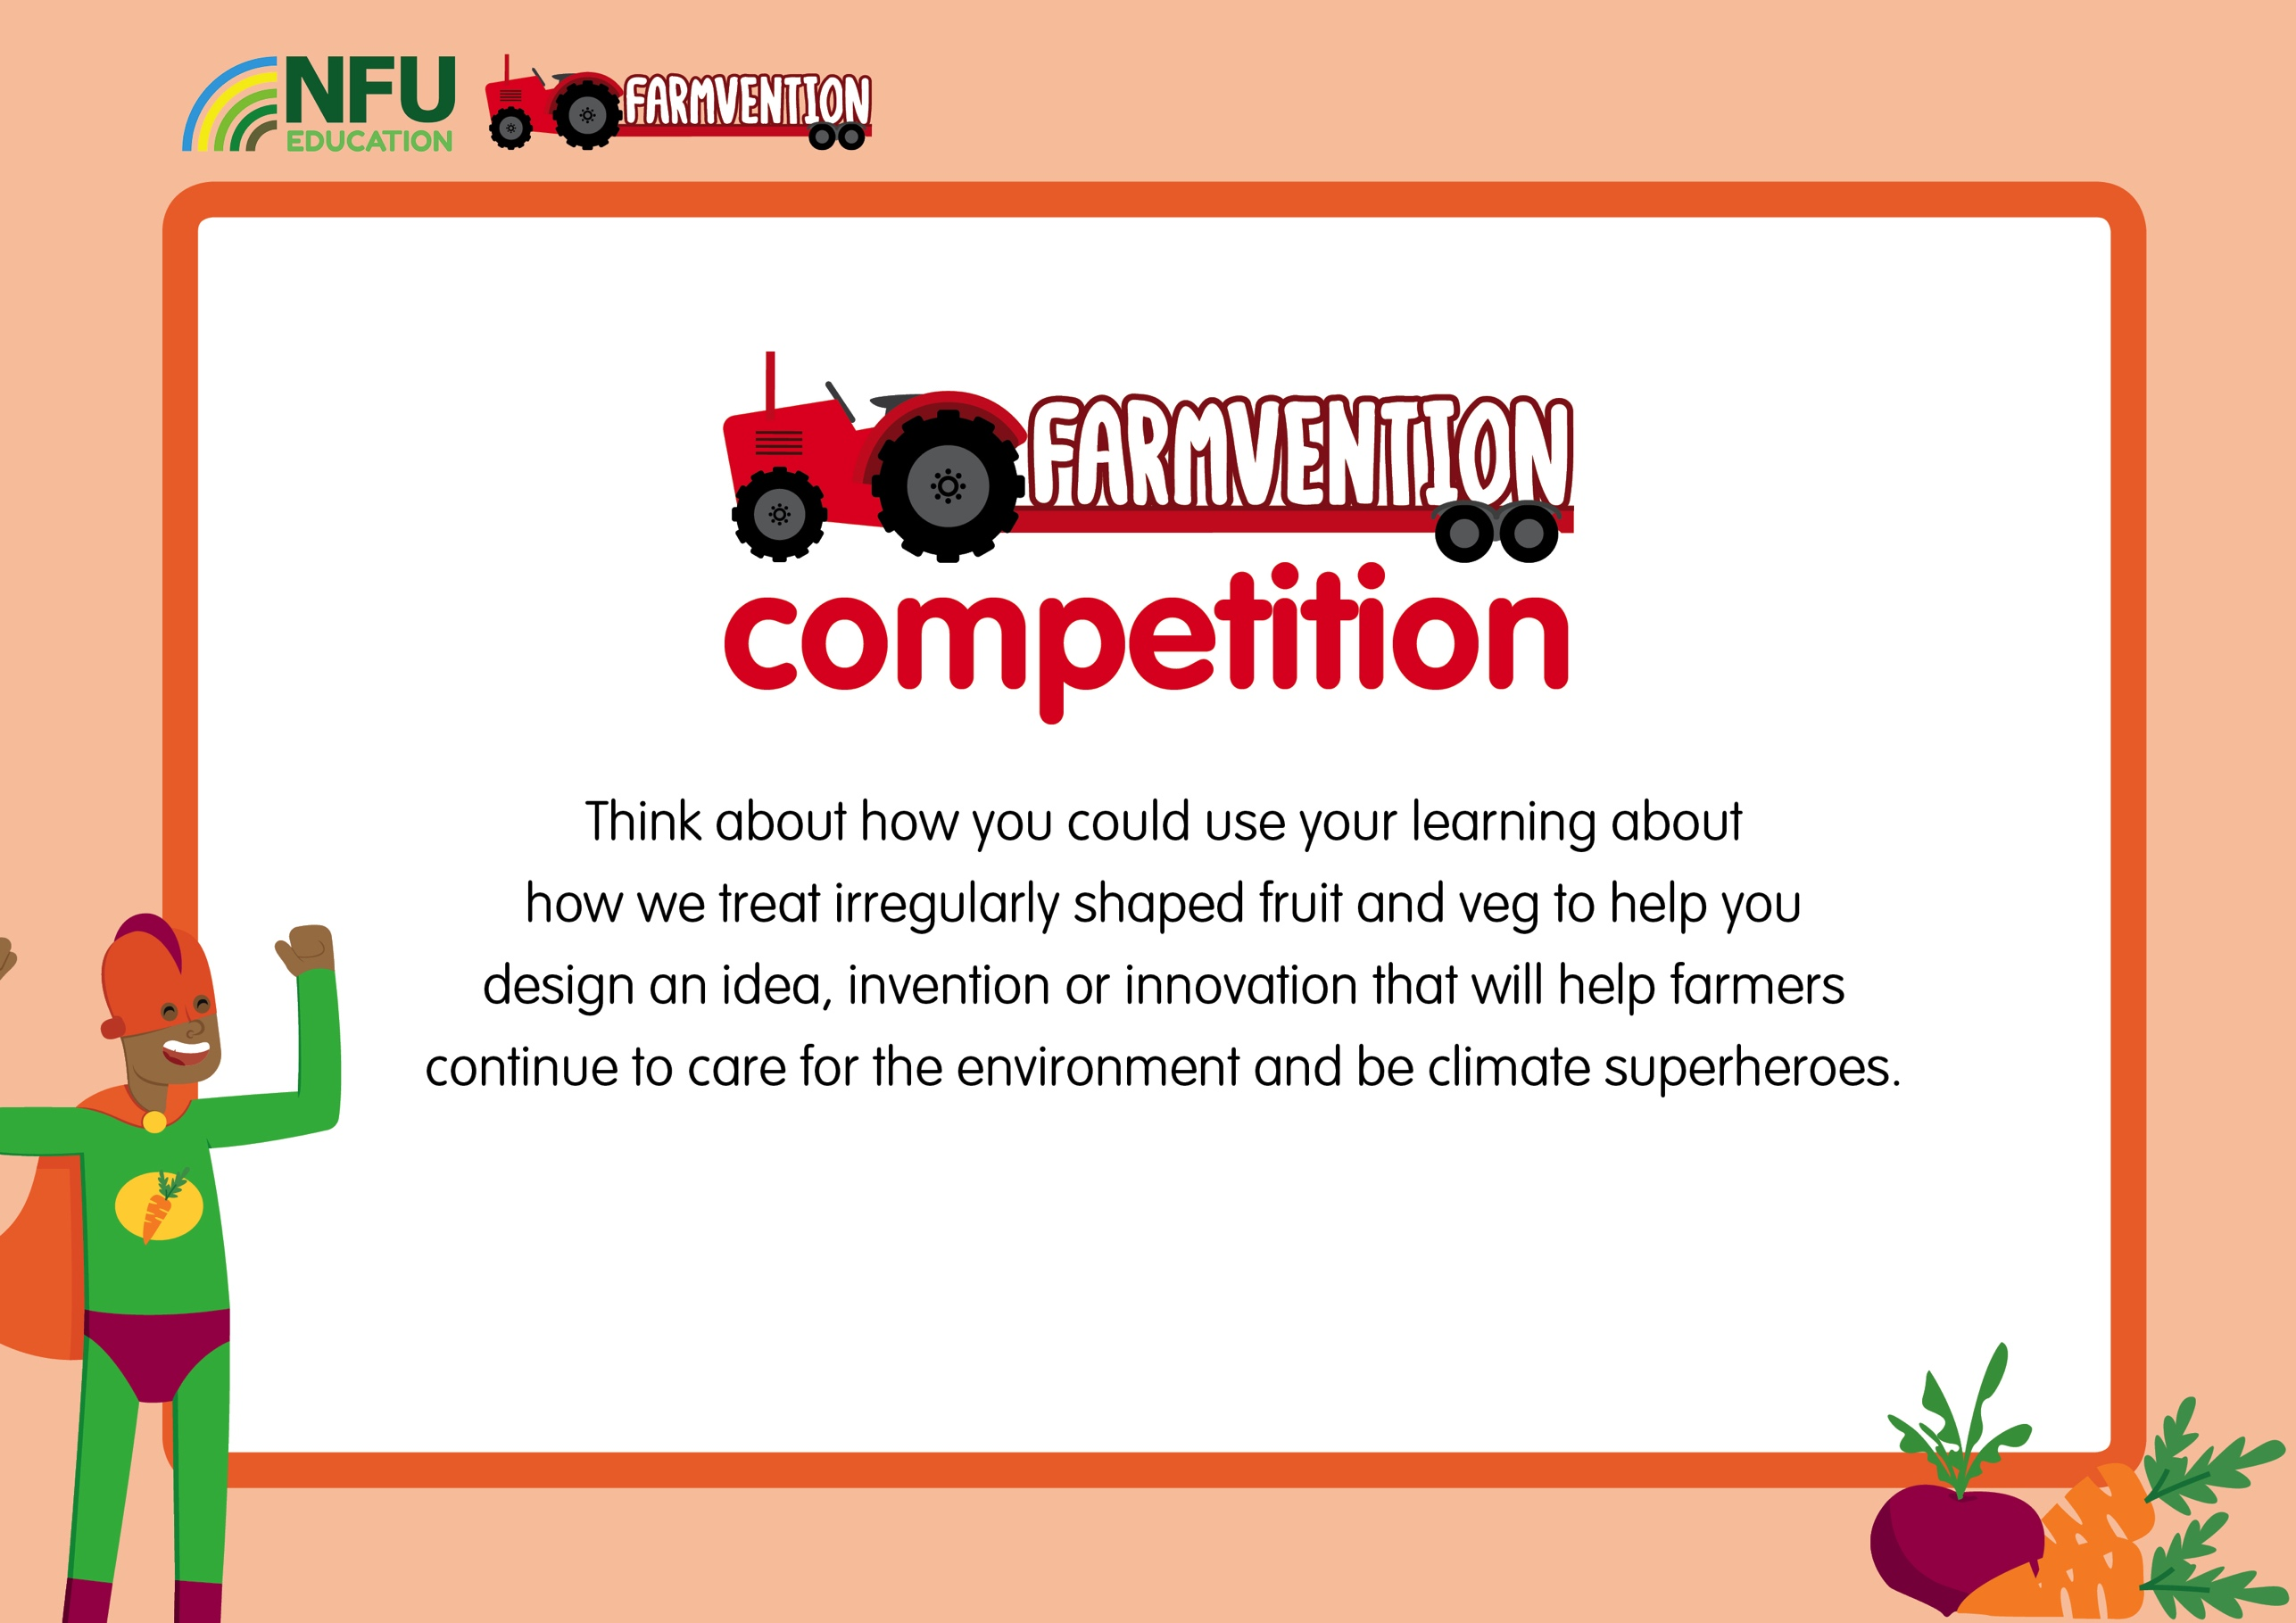 NFU
EDUCATION
FARMVENTION
FARMVENTION
competition
Think about how you could use your learning about
how we treat irregularly shaped fruit and veg to help you
design an idea, invention or innovation that will help farmers
continue to care for the environment and be climate superheroes.